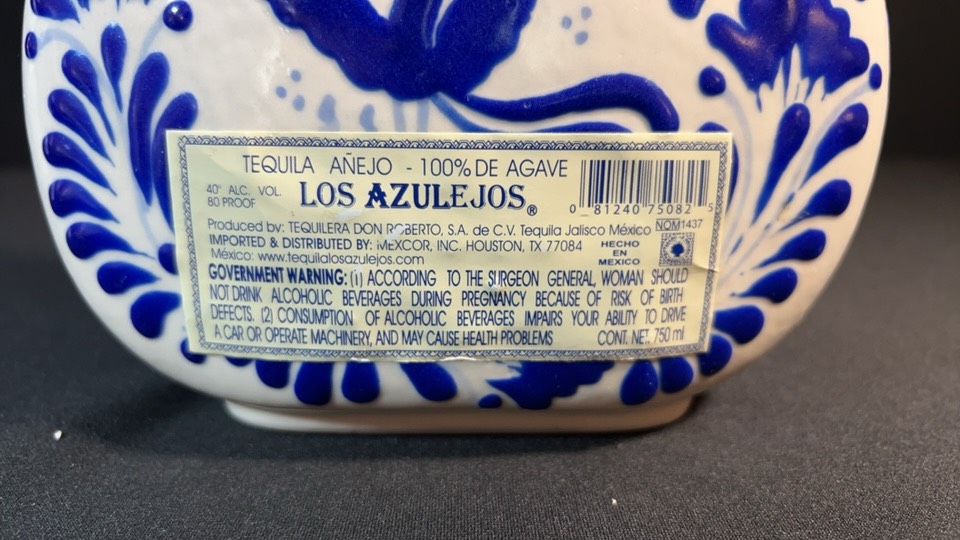 TEQUILA AÑEJO - 100% DE AGAVE
40° ALC. VOL.
80 PROOF
LOS AZULEJOS®
0 81240 75082 5
Produced by: TEQUILERA DON ROBERTO, S.A. de C.V. Tequila Jalisco México NOM1437
IMPORTED & DISTRIBUTED BY: MEXCOR, INC. HOUSTON, TX 77084
HECHO
EN
MEXICO
México: www.tequilalosazulejos.com
GOVERNMENT WARNING: (1) ACCORDING TO THE SURGEON GENERAL, WOMAN SHOULD
NOT DRINK ALCOHOLIC BEVERAGES DURING PREGNANCY BECAUSE OF RISK OF BIRTH
DEFECTS. (2) CONSUMPTION OF ALCOHOLIC BEVERAGES IMPAIRS YOUR ABILITY TO DRIVE
A CAR OR OPERATE MACHINERY, AND MAY CAUSE HEALTH PROBLEMS
CONT. NET. 750 ml